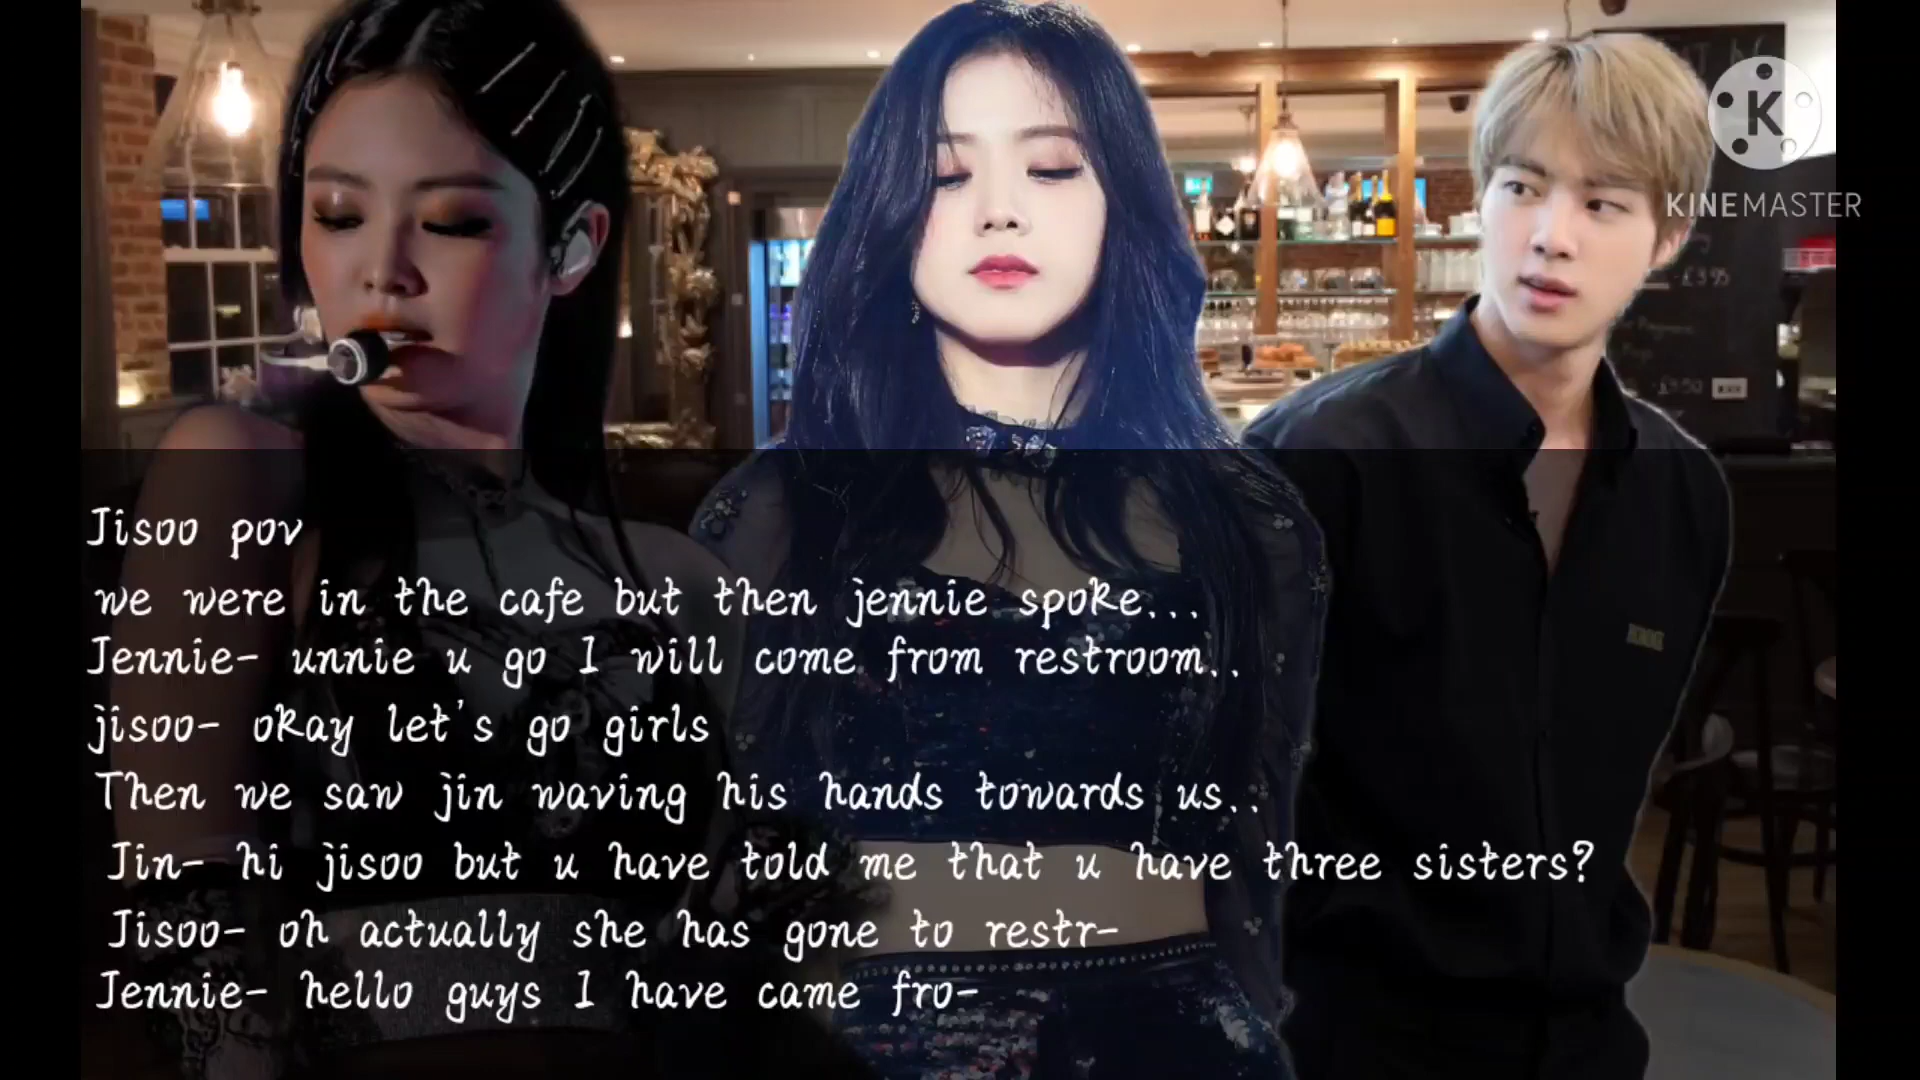 K
KINEMASTER
- £3.95
Jisoo pov
we were in the cafe but then jennie spoke...
Jennie- unnie u go I will come from restroom..
jisoo- okay let's go girls
Then we saw jin waving his hands towards us..
Jin- hi jisoo but u have told me that u have three sisters?
Jisoo- oh actually she has gone to restr-
Jennie- hello guys I have came fro-